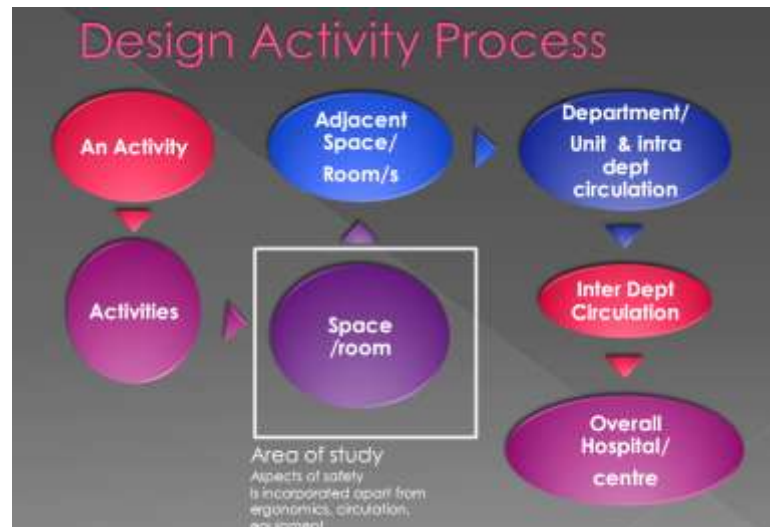 Design Activity Process
An Activity
Activities
Space
/room
Adjacent
Space/
Room/s
Department/
Unit & intra
dept
circulation
Inter Dept
Circulation
Overall
Hospital/
centre
Area of study
Aspects of safety
Is incorporated apart from
ergonomics, circulation,
equipment